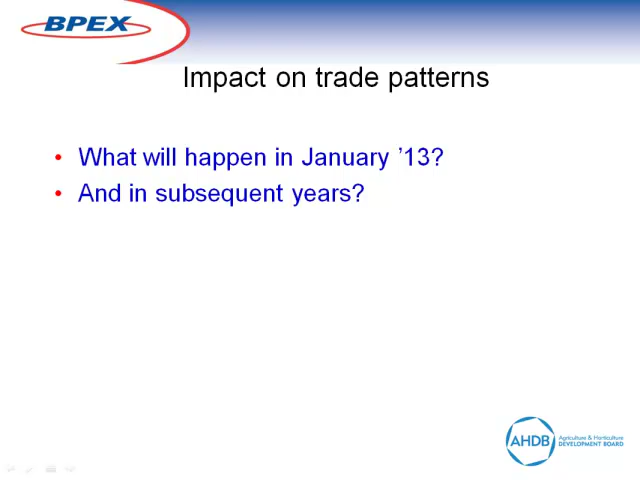 BPEX
Impact on trade patterns
• What will happen in January ’13?
• And in subsequent years?
AHDB
Agriculture & Horticulture
DEVELOPMENT BOARD